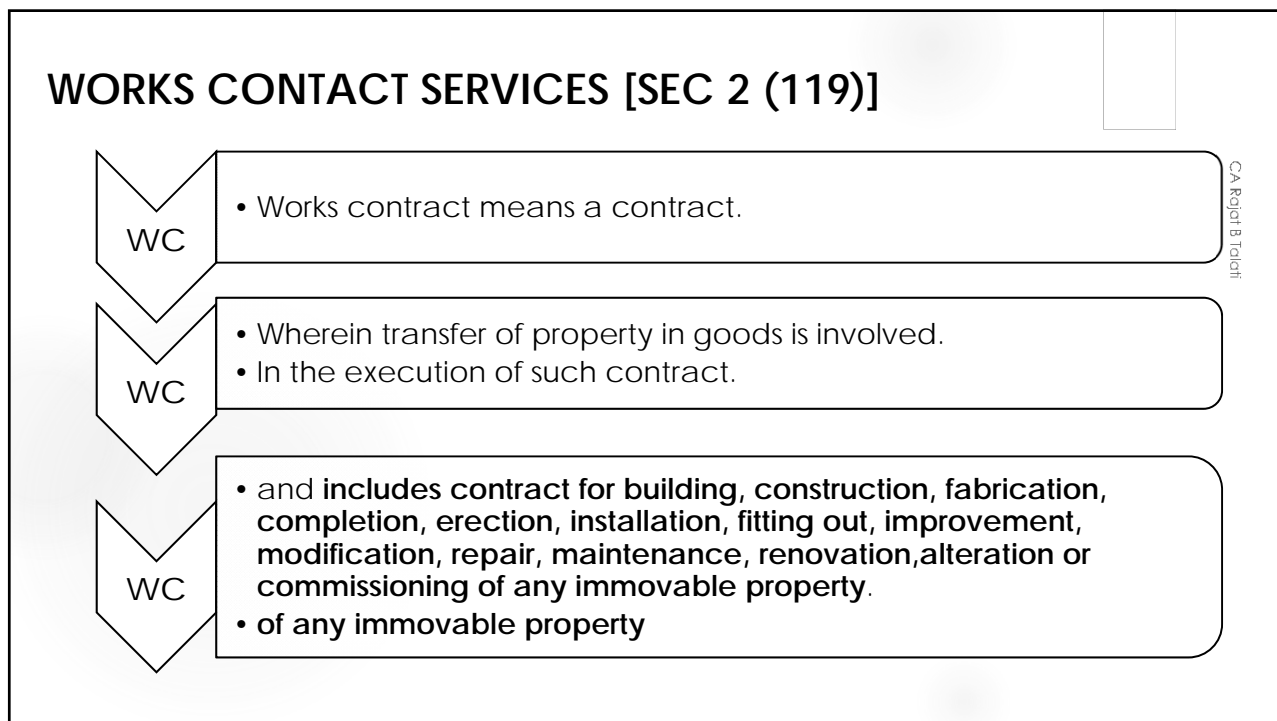 WORKS CONTACT SERVICES [SEC 2 (119)]
WC
• Works contract means a contract.
WC
• Wherein transfer of property in goods is involved.
• In the execution of such contract.
WC
• and includes contract for building, construction, fabrication,
completion, erection, installation, fitting out, improvement,
modification, repair, maintenance, renovation,alteration or
commissioning of any immovable property.
• of any immovable property
CA Rajat B Talati